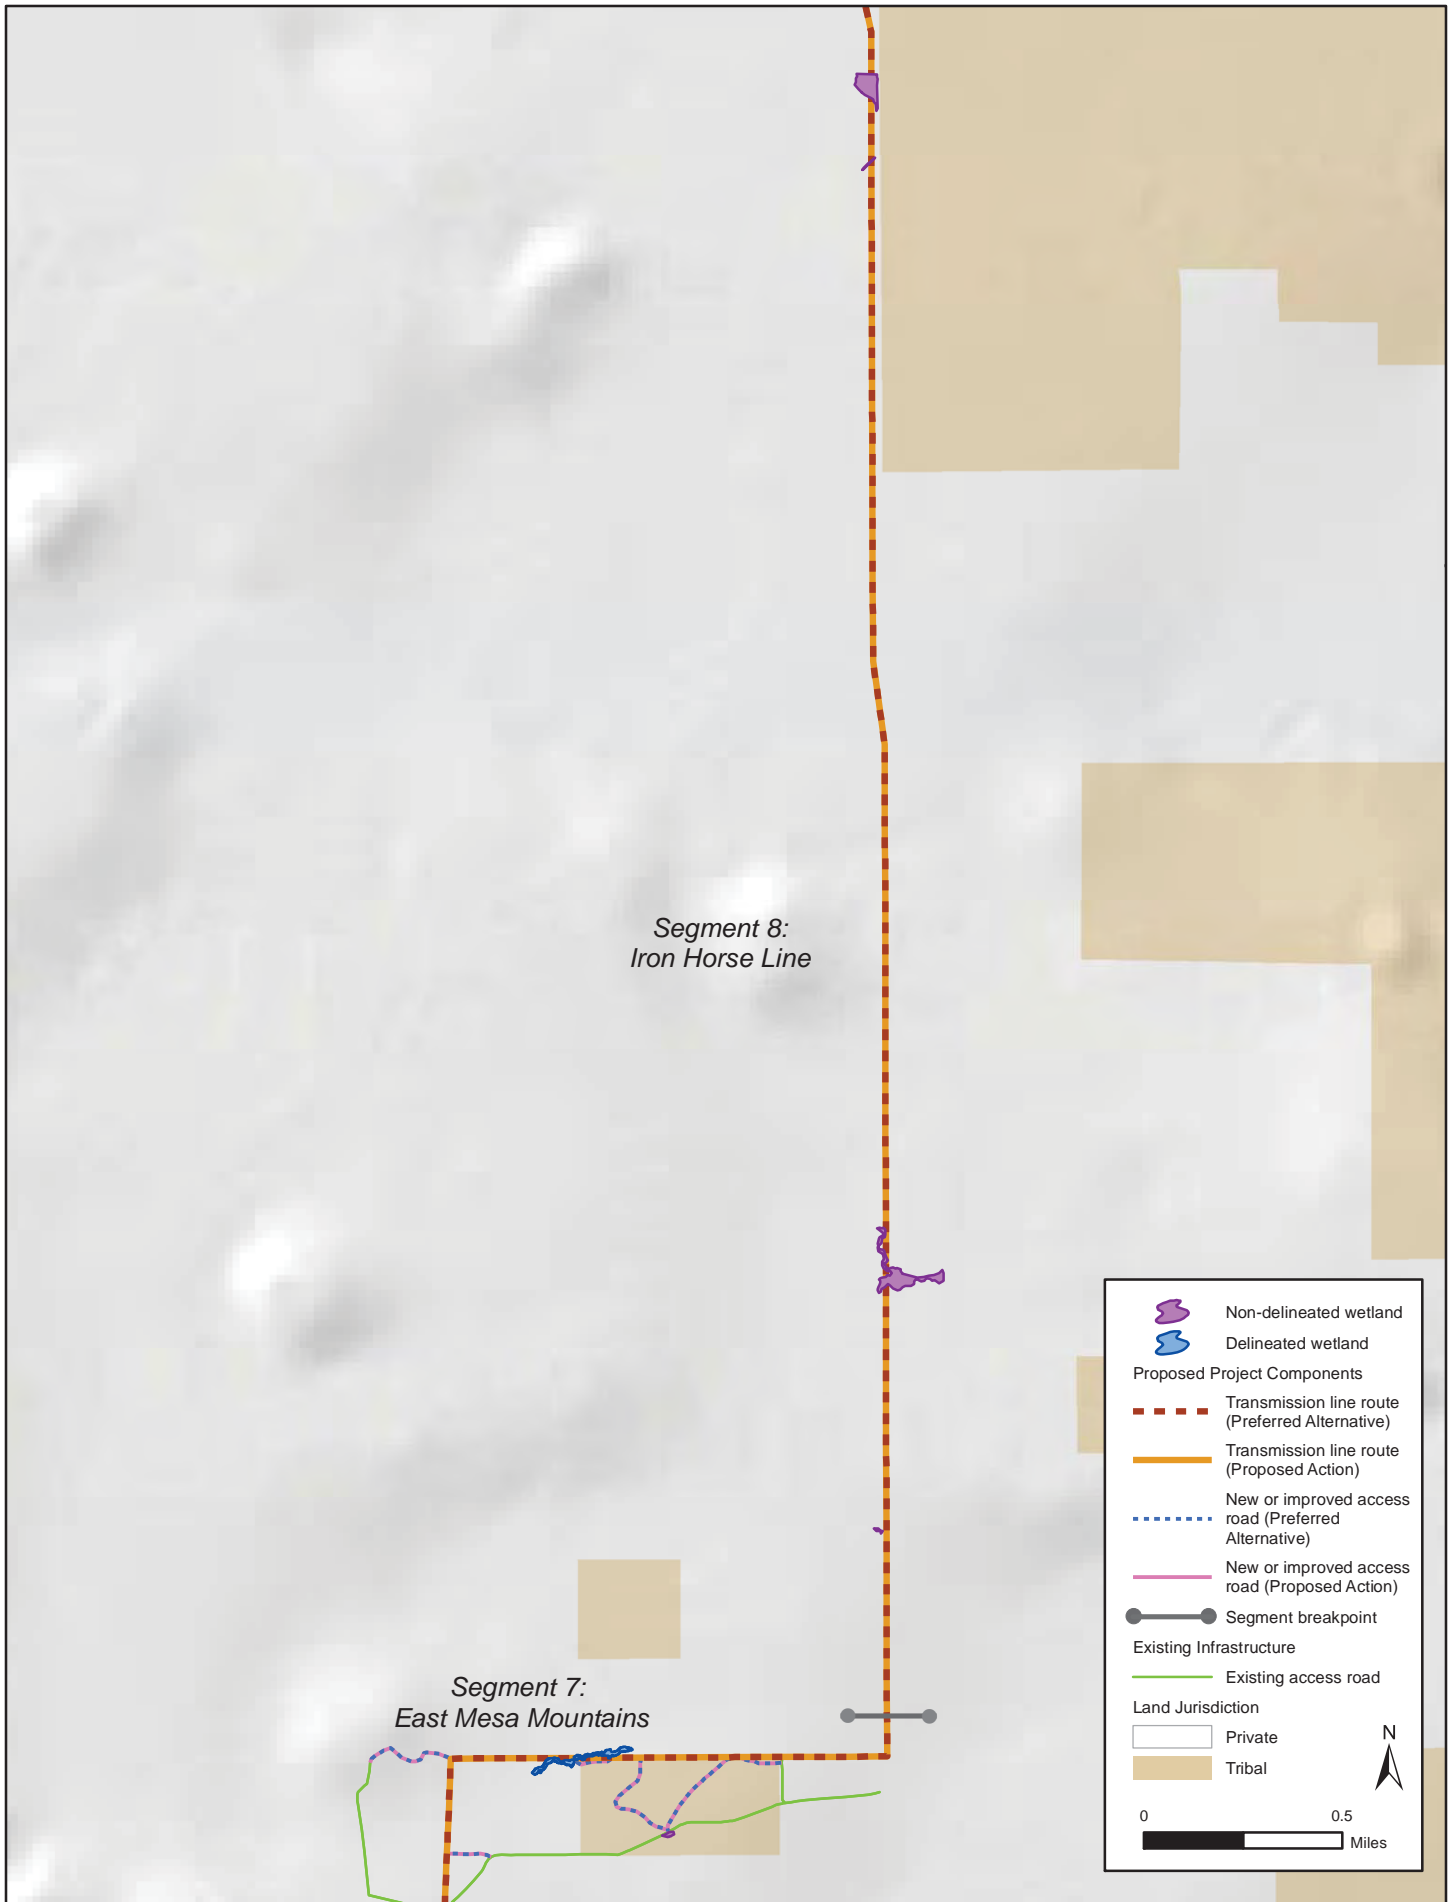 Segment 8:
Iron Horse Line
Segment 7:
East Mesa Mountains
Non-delineated wetland
Delineated wetland
Proposed Project Components
Transmission line route
(Preferred Alternative)
Transmission line route
(Proposed Action)
New or improved access
road (Preferred
Alternative)
New or improved access
road (Proposed Action)
Segment breakpoint
Existing Infrastructure
Existing access road
Land Jurisdiction
Private
Tribal
N
0 0.5
Miles